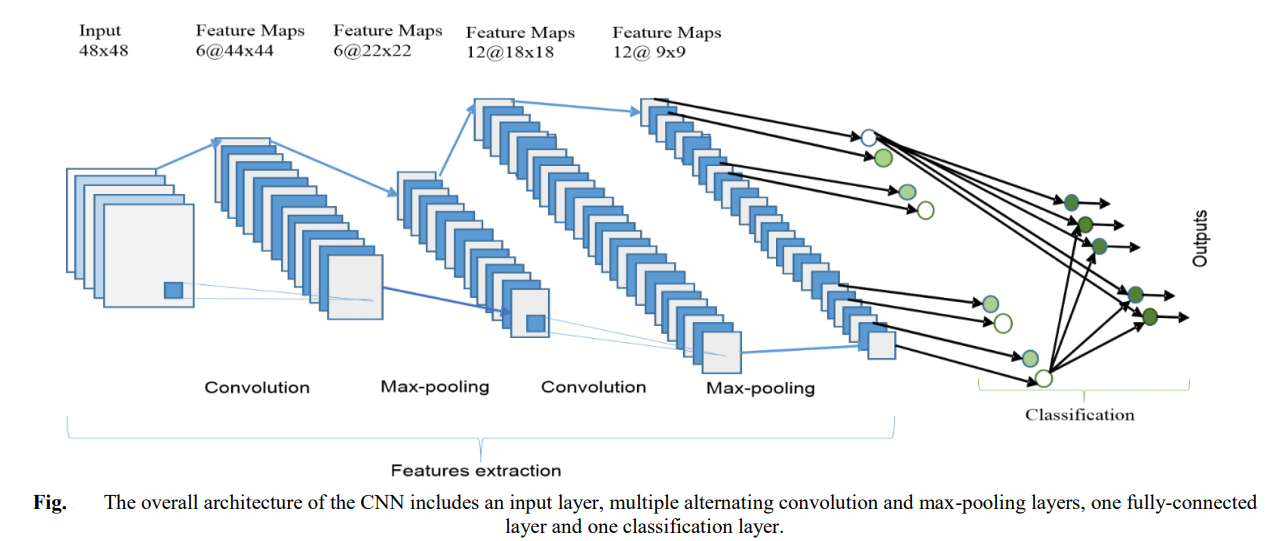 Input
48x48
Feature Maps
6@44x44
Feature Maps
6@22x22
Feature Maps
12@18x18
Feature Maps
12@ 9x9
Outputs
Convolution
Max-pooling
Convolution
Max-pooling
Classification
Features extraction
Fig. The overall architecture of the CNN includes an input layer, multiple alternating convolution and max-pooling layers, one fully-connected
layer and one classification layer.